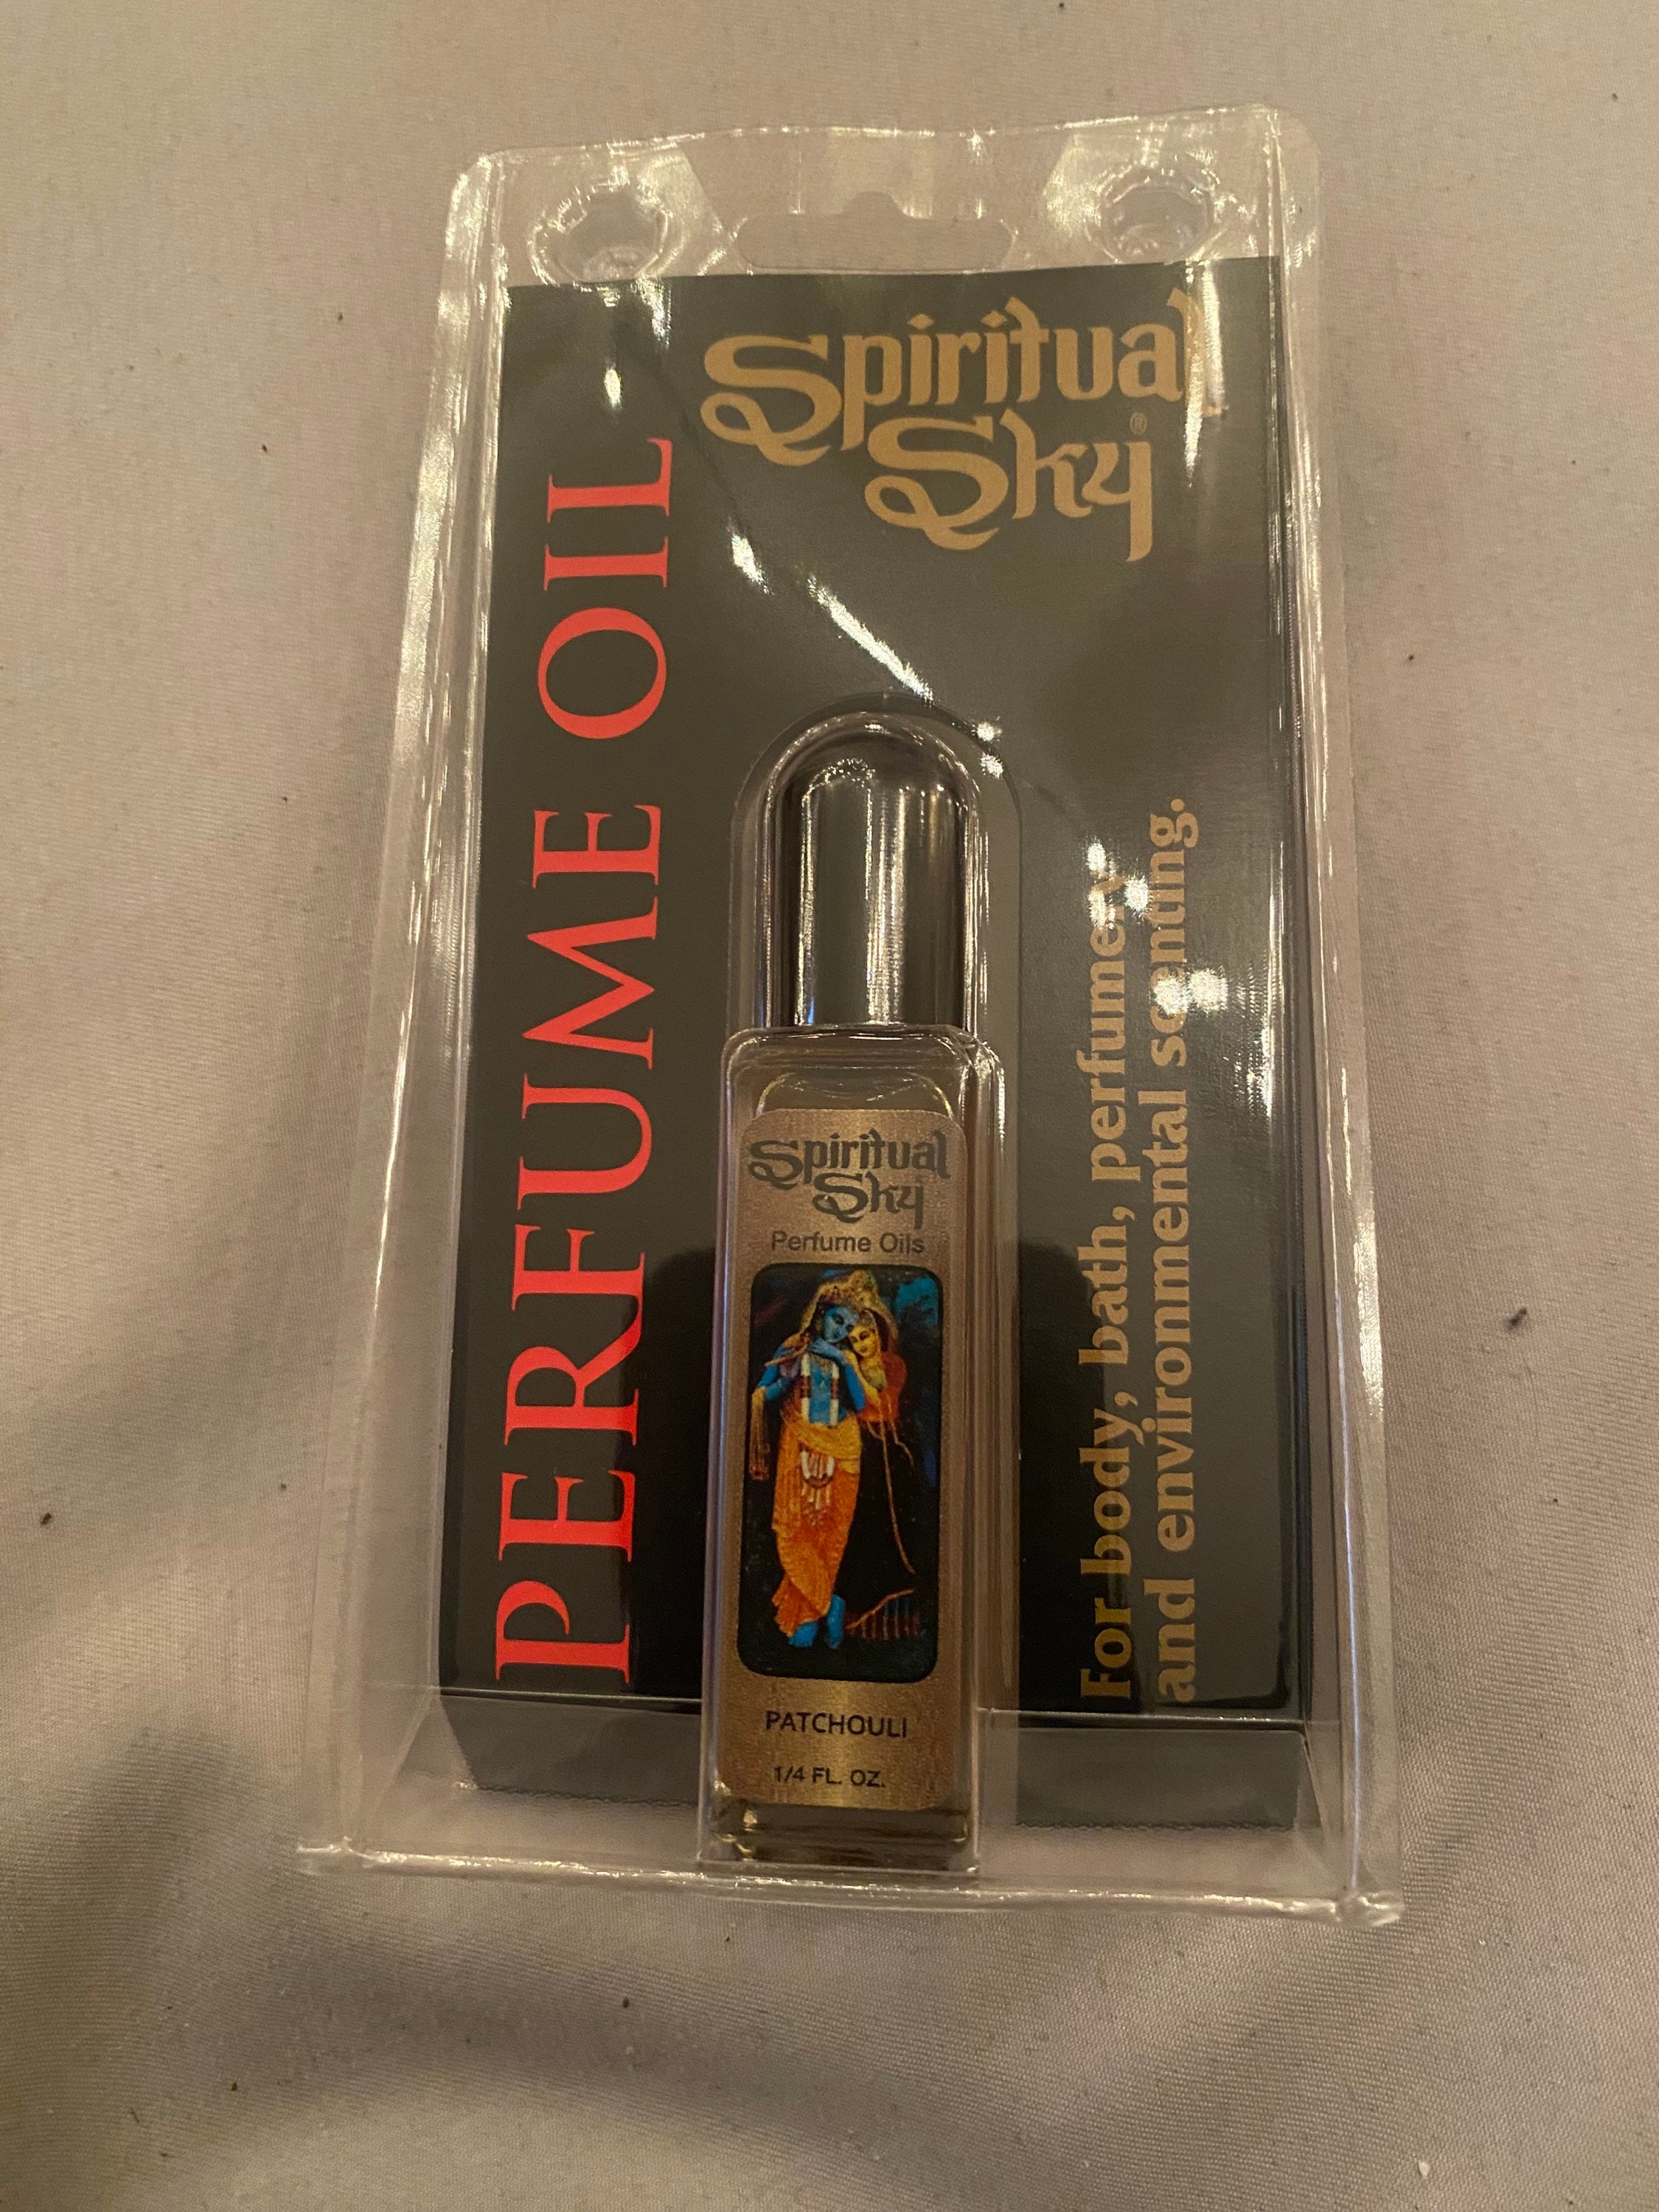 Spiritual
Sky®
PERFUME OIL
For body, bath, perfumery
and environmental scenting.
Spiritual
Sky
Perfume Oils
PATCHOULI
1/4 FL. OZ.